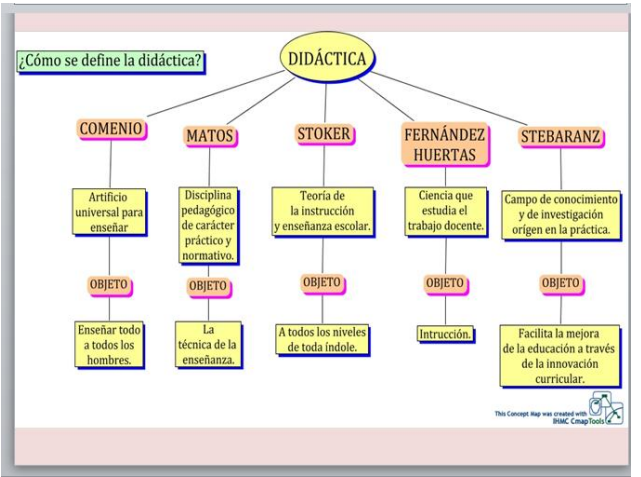 ¿Cómo se define la didáctica?
DIDÁCTICA
COMENIO
MATOS
STOKER
FERNÁNDEZ
HUERTAS
STEBARANZ
Artificio
universal para
enseñar
Disciplina
pedagógico
de carácter
práctico y
normativo.
Teoría de
la instrucción
y enseñanza escolar.
Ciencia que
estudia el
trabajo docente.
Campo de conocimiento
y de investigación
orígen en la práctica.
OBJETO
OBJETO
OBJETO
OBJETO
OBJETO
Enseñar todo
a todos los
hombres.
La
técnica de la
enseñanza.
A todos los niveles
de toda índole.
Intrucción.
Facilita la mejora
de la educación a través
de la innovación
curricular.
This Concept Map was created with
IHMC CmapTools